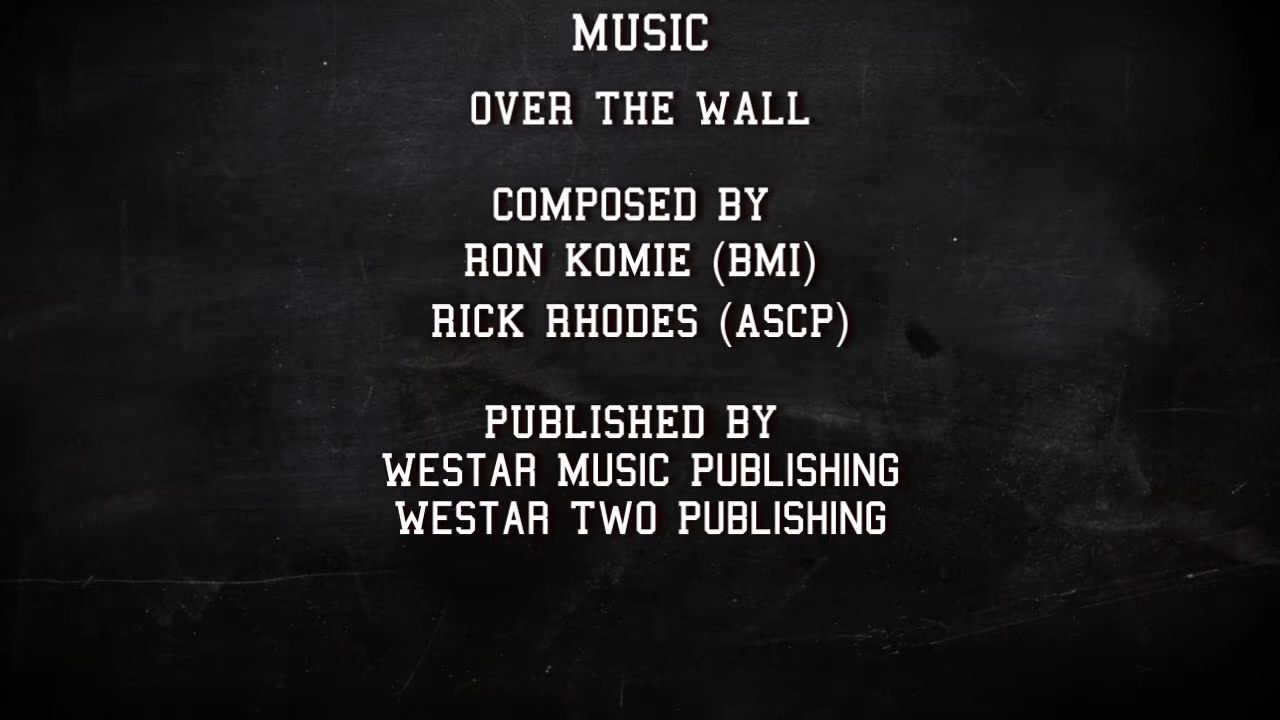 MUSIC
OVER THE WALL
COMPOSED BY
RON KOMIE (BMI)
RICK RHODES (ASCP)
PUBLISHED BY
WESTAR MUSIC PUBLISHING
WESTAR TWO PUBLISHING